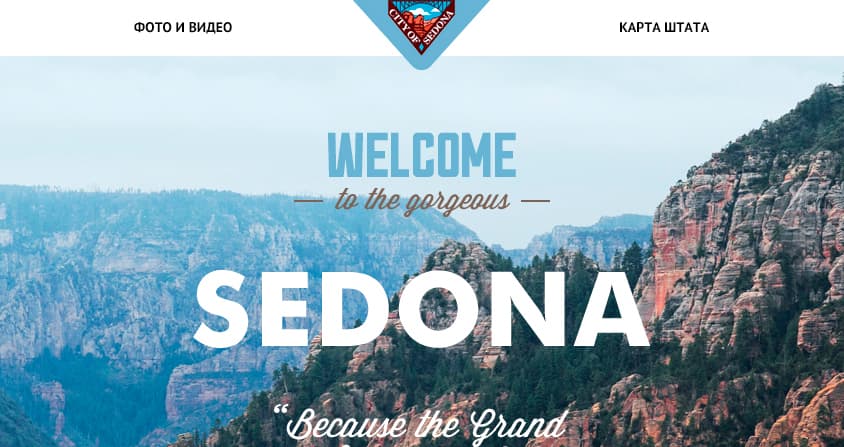 ФОТО И ВИДЕО
КАРТА ШТАТА
CITY OF SEDONA
WELCOME
to the gorgeous
SEDONA
“Because the Grand